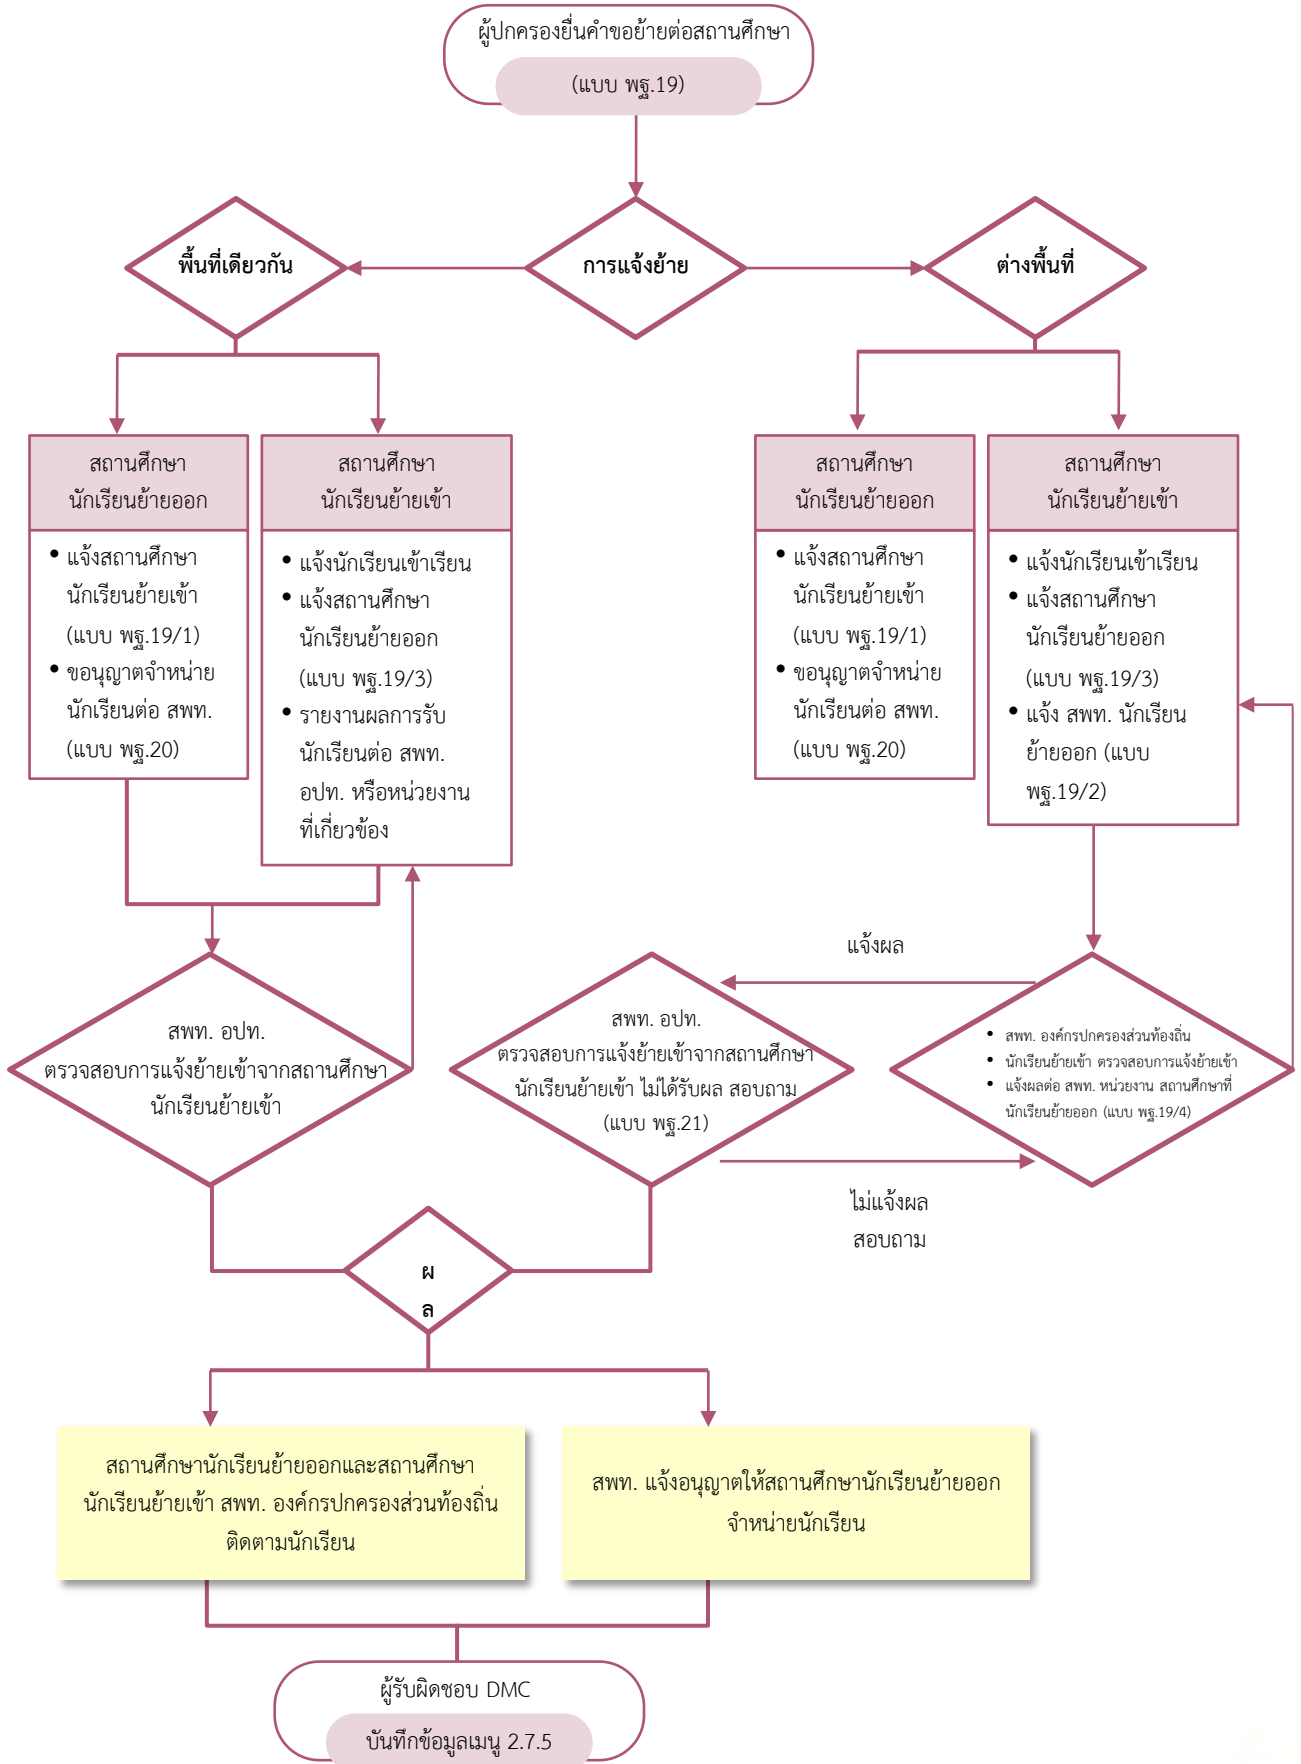 ผู้ปกครองยื่นคำขอย้ายต่อสถานศึกษา
(แบบ พฐ.19)
พื้นที่เดียวกัน
การแจ้งย้าย
ต่างพื้นที่
สถานศึกษา
นักเรียนย้ายออก
• แจ้งสถานศึกษา
นักเรียนย้ายเข้า
(แบบ พฐ.19/1)
• ขอนุญาตจำหน่าย
นักเรียนต่อ สพท.
(แบบ พฐ.20)
สถานศึกษา
นักเรียนย้ายเข้า
• แจ้งนักเรียนเข้าเรียน
• แจ้งสถานศึกษา
นักเรียนย้ายออก
(แบบ พฐ.19/3)
• รายงานผลการรับ
นักเรียนต่อ สพท.
อปท. หรือหน่วยงาน
ที่เกี่ยวข้อง
สถานศึกษา
นักเรียนย้ายออก
• แจ้งสถานศึกษา
นักเรียนย้ายเข้า
(แบบ พฐ.19/1)
• ขอนุญาตจำหน่าย
นักเรียนต่อ สพท.
(แบบ พฐ.20)
สถานศึกษา
นักเรียนย้ายเข้า
• แจ้งนักเรียนเข้าเรียน
• แจ้งสถานศึกษา
นักเรียนย้ายออก
(แบบ พฐ.19/3)
• แจ้ง สพท. นักเรียน
ย้ายออก (แบบ
พฐ.19/2)
สพท. อปท.
ตรวจสอบการแจ้งย้ายเข้าจากสถานศึกษา
นักเรียนย้ายเข้า
แจ้งผล
สพท. อปท.
ตรวจสอบการแจ้งย้ายเข้าจากสถานศึกษา
นักเรียนย้ายเข้า ไม่ได้รับผล สอบถาม
(แบบ พฐ.21)
• สพท. องค์กรปกครองส่วนท้องถิ่น
• นักเรียนย้ายเข้า ตรวจสอบการแจ้งย้ายเข้า
• แจ้งผลต่อ สพท. หน่วยงาน สถานศึกษาที่
นักเรียนย้ายออก (แบบ พฐ.19/4)
ไม่แจ้งผล
สอบถาม
ผ
ล
สถานศึกษานักเรียนย้ายออกและสถานศึกษา
นักเรียนย้ายเข้า สพท. องค์กรปกครองส่วนท้องถิ่น
ติดตามนักเรียน
สพท. แจ้งอนุญาตให้สถานศึกษานักเรียนย้ายออก
จำหน่ายนักเรียน
ผู้รับผิดชอบ DMC
บันทึกข้อมูลเมนู 2.7.5